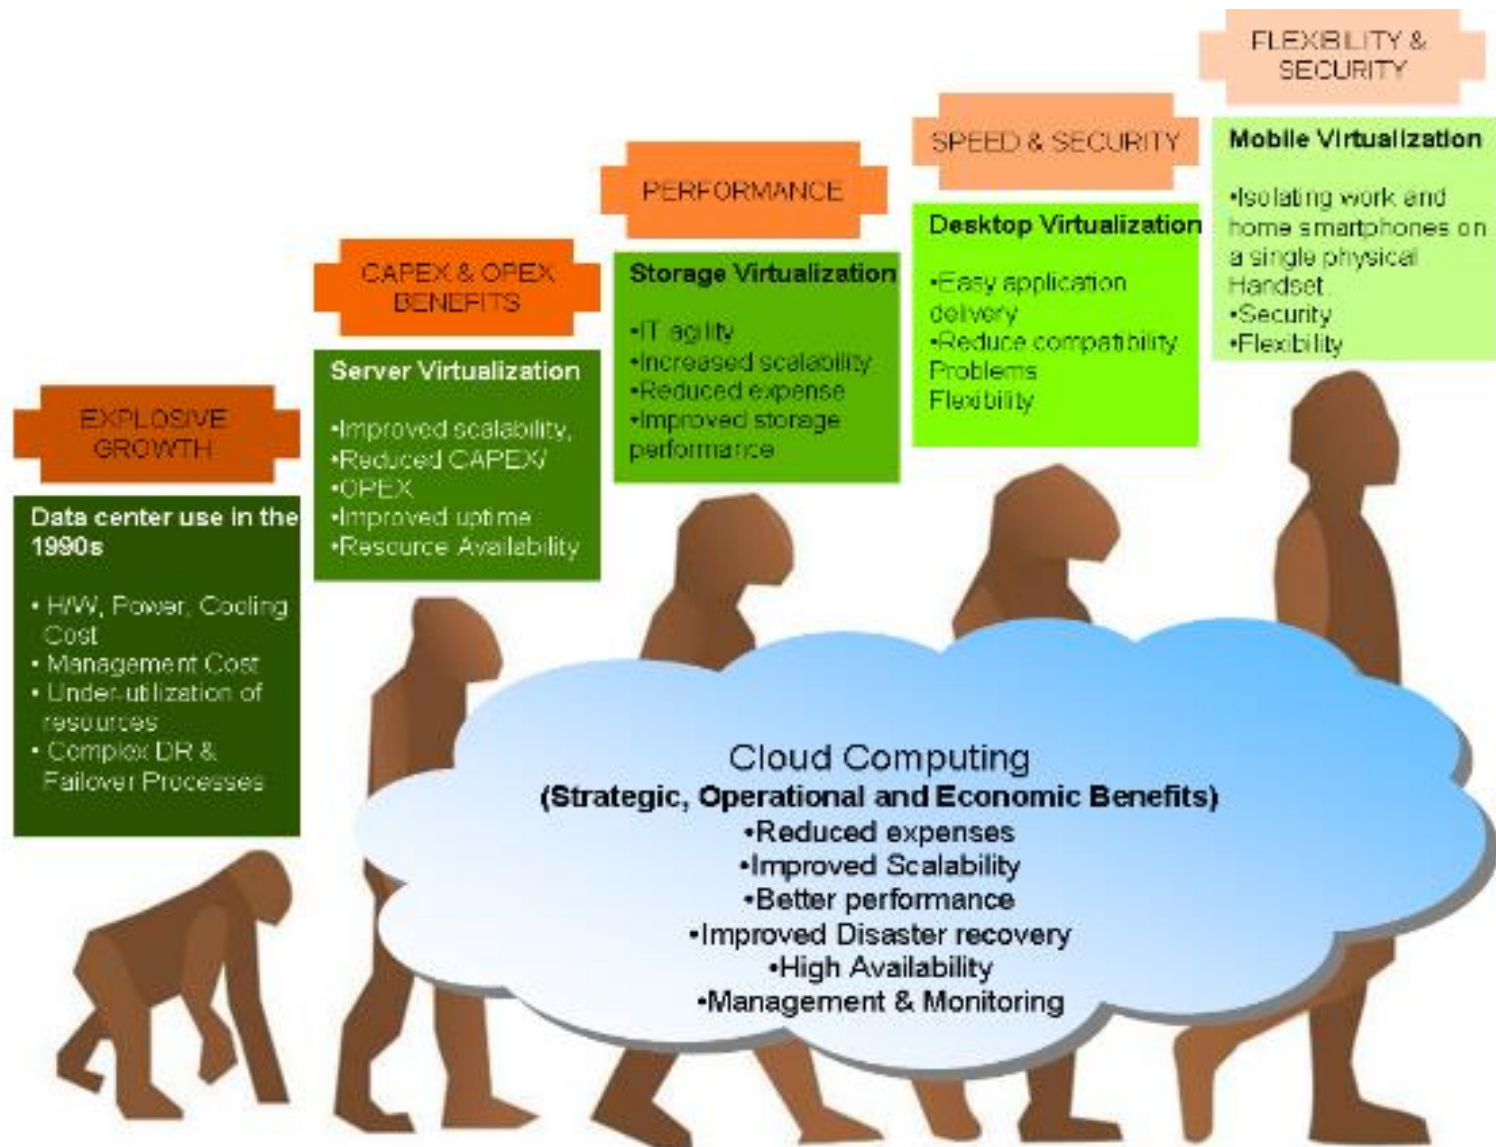 EXPLOSIVE
GROWTH
Data center use in the
1990s
• H/W, Power, Cooling
Cost
• Management Cost
• Under-utilization of
resources
• Complex DR &
Failover Processes
CAPEX & OPEX
BENEFITS
Server Virtualization
•Improved scalability,
•Reduced CAPEX/
•OPEX
•Improved uptime
•Resource Availability
PERFORMANCE
Storage Virtualization
•IT agility
•Increased scalability
•Reduced expense
•Improved storage
performance
SPEED & SECURITY
Desktop Virtualization
•Easy application
delivery
•Reduce compatibility
Problems
Flexibility
FLEXIBILITY &
SECURITY
Mobile Virtualization
•Isolating work and
home smartphones on
a single physical
Handset
•Security
•Flexibility
Cloud Computing
(Strategic, Operational and Economic Benefits)
•Reduced expenses
•Improved Scalability
•Better performance
•Improved Disaster recovery
•High Availability
•Management & Monitoring